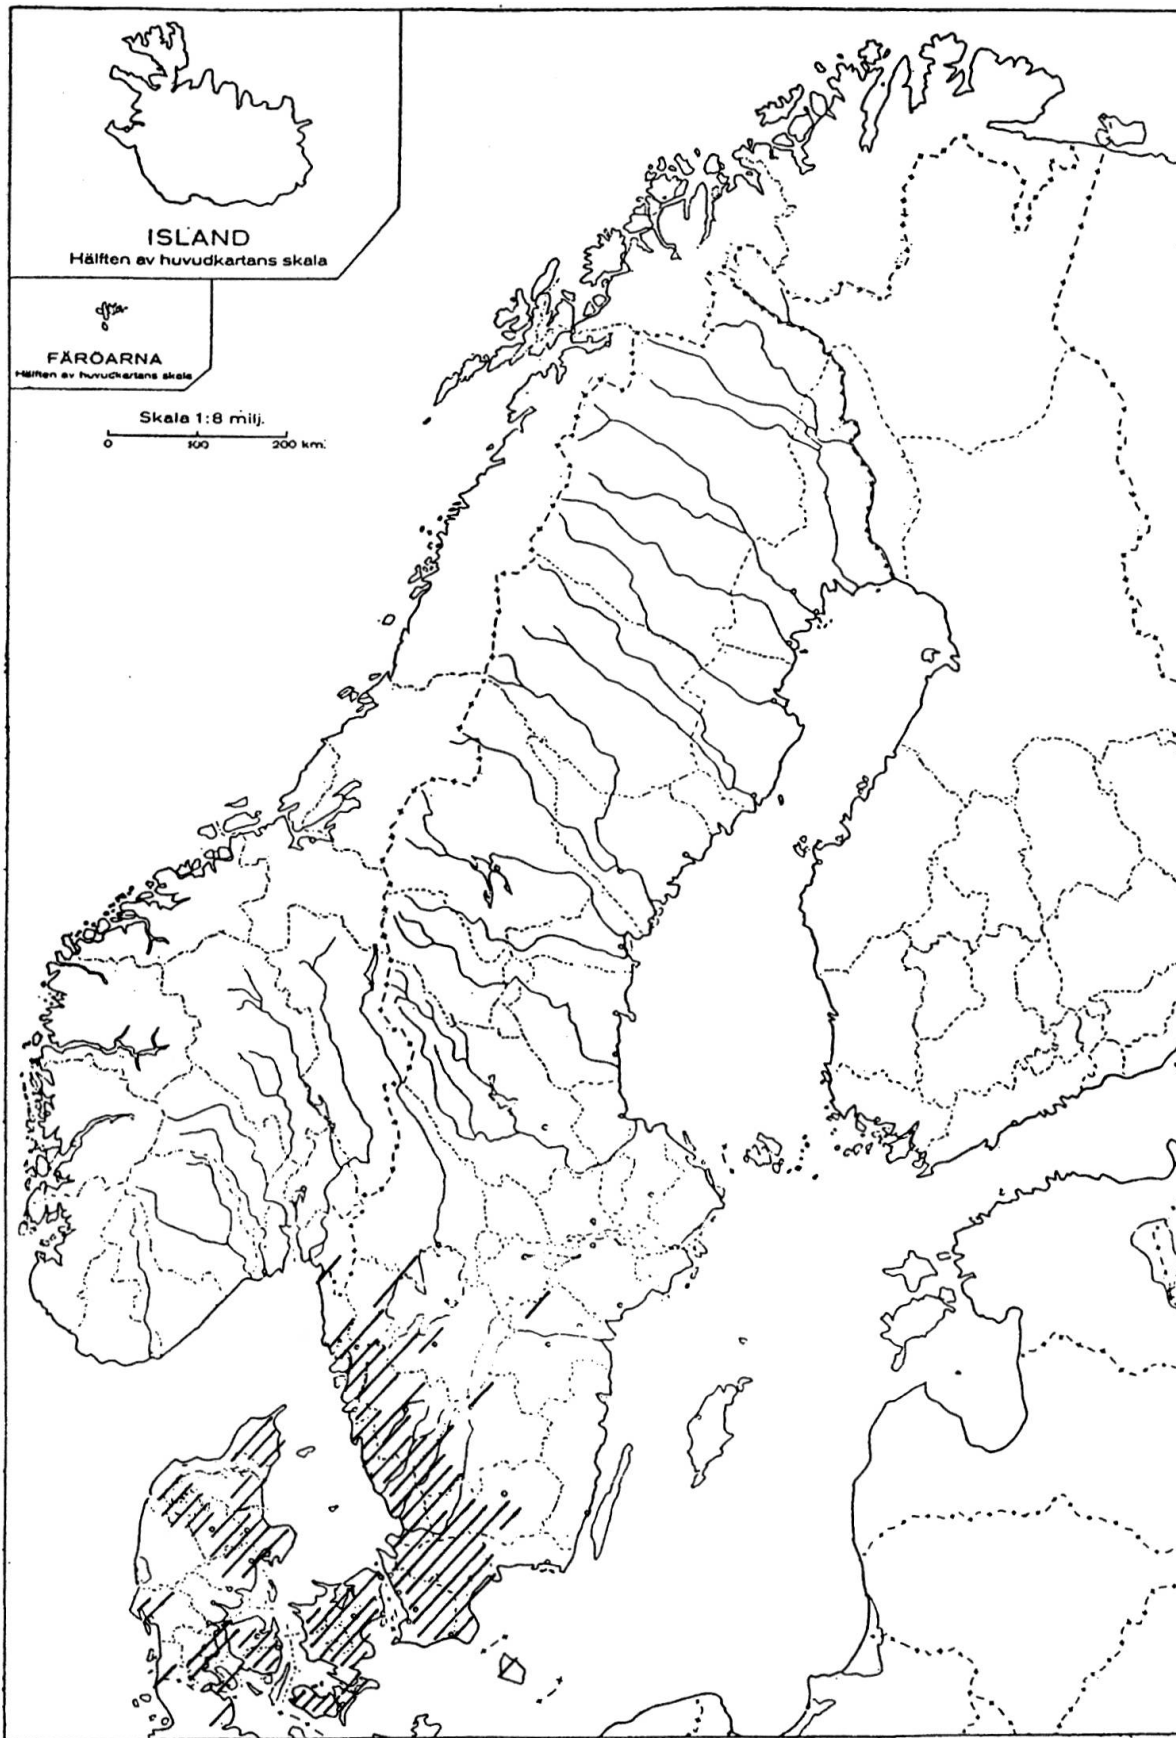 ISLAND
Hälften av huvudkartans skala
FÄRÖARNA
Hälften av huvudkartans skala
Skala 1:8 milj.
0 100 200 km.